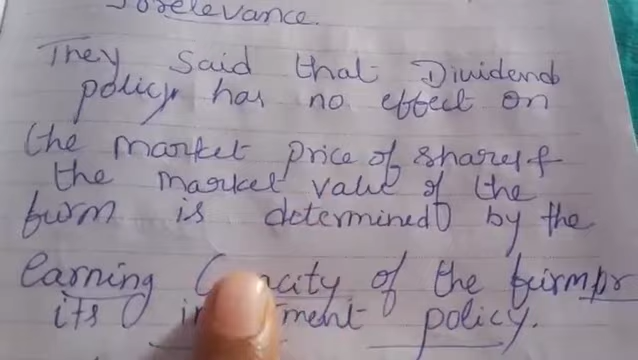 Irrelevance.
They said that Dividend
policy has no effect on
the market price of shares &
the market value of the
firm is determined by the
earning Capacity of the firm or
its investment policy.